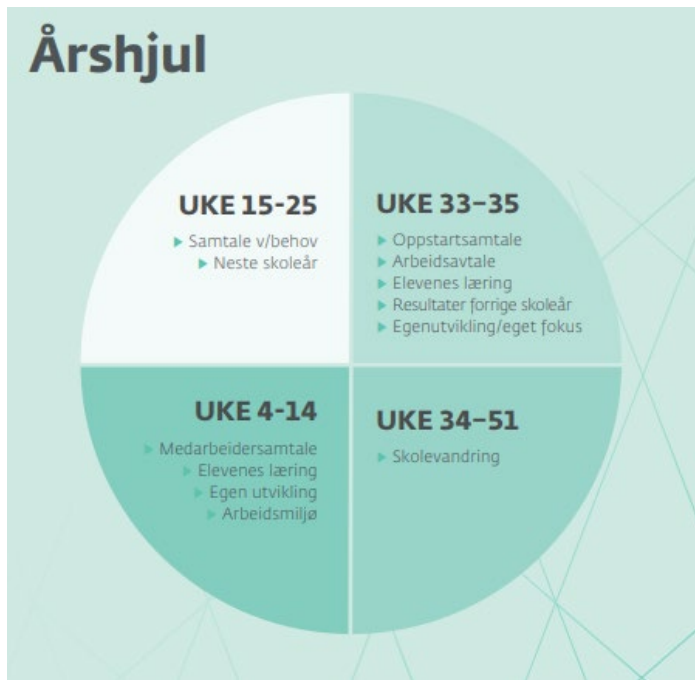 Årshjul
UKE 15-25
▶ Samtale v/behov
▶ Neste skoleår
UKE 33–35
▶ Oppstartsamtale
▶ Arbeidsavtale
▶ Elevenes læring
▶ Resultater forrige skoleår
▶ Egenutvikling/eget fokus
UKE 4-14
▶ Medarbeidersamtale
▶ Elevenes læring
▶ Egen utvikling
▶ Arbeidsmiljø
UKE 34–51
▶ Skolevandring